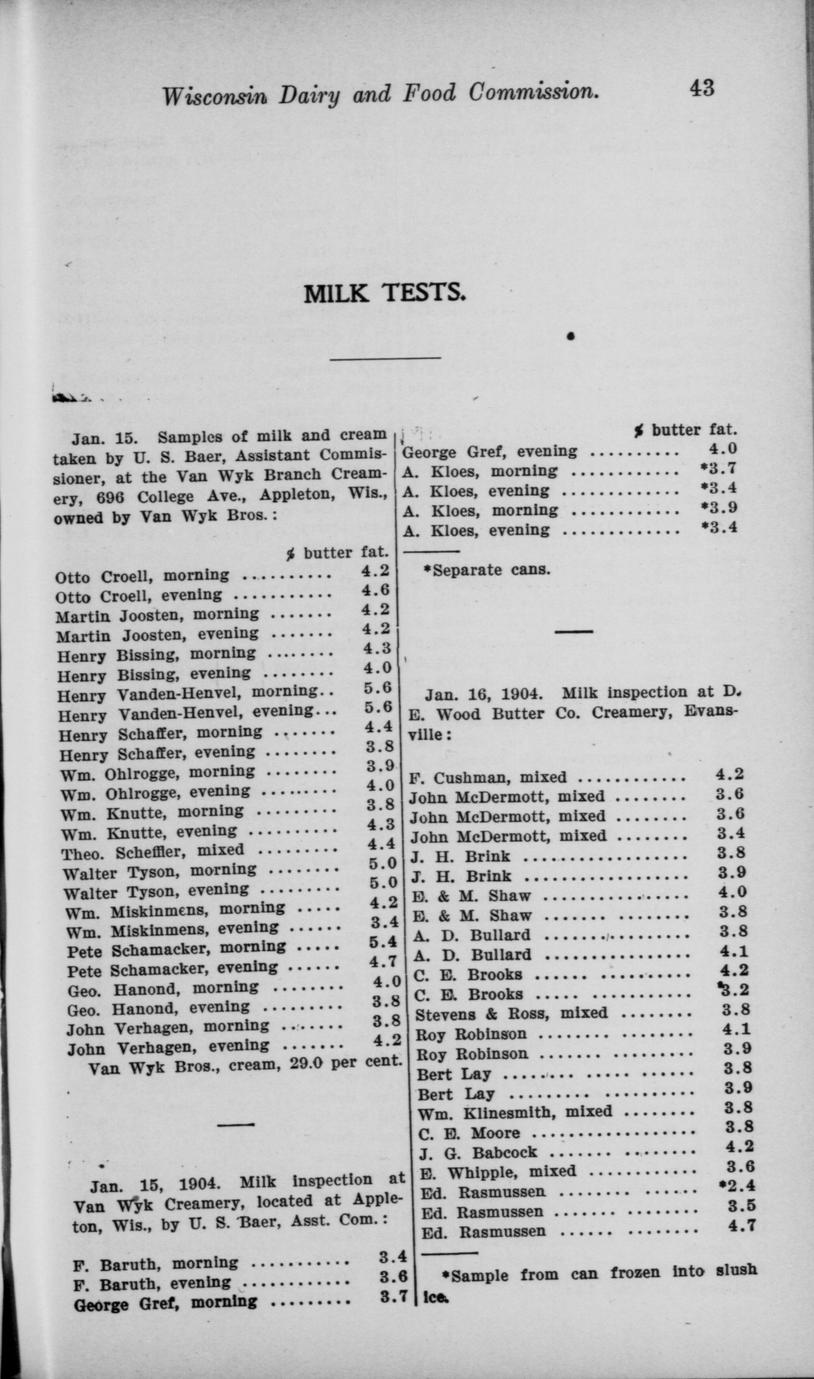 Wisconsin Dairy and Food Commission. 43
MILK TESTS.
Jan. 15. Samples of milk and cream
taken by U. S. Baer, Assistant Commis-
sioner, at the Van Wyk Branch Cream-
ery, 696 College Ave., Appleton, Wis.,
owned by Van Wyk Bros.:
% butter fat.
Otto Croell, morning .......... 4.2
Otto Croell, evening ........... 4.6
Martin Joosten, morning ....... 4.2
Martin Joosten, evening ....... 4.2
Henry Bissing, morning ........ 4.3
Henry Bissing, evening ........ 4.0
Henry Vanden-Henvel, morning.. 5.6
Henry Vanden-Henvel, evening... 5.6
Henry Schaffer, morning ....... 4.4
Henry Schaffer, evening ........ 3.8
Wm. Ohlrogge, morning ........ 3.9
Wm. Ohlrogge, evening ......... 4.0
Wm. Knutte, morning ......... 3.8
Wm. Knutte, evening .......... 4.3
Theo. Scheffler, mixed ......... 4.4
Walter Tyson, morning ........ 5.0
Walter Tyson, evening ......... 5.0
Wm. Miskinmens, morning ..... 4.2
Wm. Miskinmens, evening ...... 3.4
Pete Schamacker, morning ..... 5.4
Pete Schamacker, evening ...... 4.7
Geo. Hanond, morning ........ 4.0
Geo. Hanond, evening ......... 3.8
John Verhagen, morning ....... 3.8
John Verhagen, evening ....... 4.2
Van Wyk Bros., cream, 29.0 per cent.
Jan. 15, 1904. Milk inspection at
Van Wyk Creamery, located at Apple-
ton, Wis., by U. S. Baer, Asst. Com.:
F. Baruth, morning ........... 3.4
F. Baruth, evening ............ 3.6
George Gref, morning ......... 3.7
% butter fat.
George Gref, evening .......... 4.0
A. Kloes, morning ............ *3.7
A. Kloes, evening ............. *3.4
A. Kloes, morning ............ *3.9
A. Kloes, evening ............. *3.4
*Separate cans.
Jan. 16, 1904. Milk inspection at D.
E. Wood Butter Co. Creamery, Evans-
ville:
F. Cushman, mixed ............ 4.2
John McDermott, mixed ........ 3.6
John McDermott, mixed ........ 3.6
John McDermott, mixed ........ 3.4
J. H. Brink .................. 3.8
J. H. Brink .................. 3.9
E. & M. Shaw ................ 4.0
E. & M. Shaw ....... ........ 3.8
A. D. Bullard ................ 3.8
A. D. Bullard ................ 4.1
C. E. Brooks ...... ......... 4.2
C. E. Brooks ..... ............ *3.2
Stevens & Ross, mixed ........ 3.8
Roy Robinson ........ ........ 4.1
Roy Robinson ........ ......... 3.9
Bert Lay ........ ..... ...... 3.8
Bert Lay ......... .......... 3.9
Wm. Klinesmith, mixed ........ 3.8
C. E. Moore .................. 3.8
J. G. Babcock ....... ........ 4.2
E. Whipple, mixed ............ 3.6
Ed. Rasmussen ........ ...... *2.4
Ed. Rasmussen ....... ........ 3.5
Ed. Rasmussen ...... ........ 4.7
*Sample from can frozen into slush
ice.